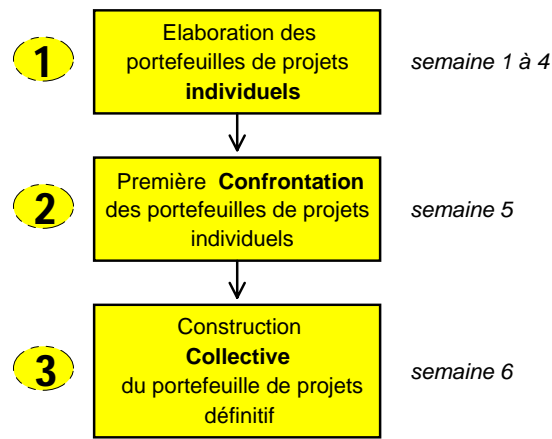 1
Elaboration des
portefeuilles de projets
individuels
semaine 1 à 4
2
Première Confrontation
des portefeuilles de projets
individuels
semaine 5
3
Construction
Collective
du portefeuille de projets
définitif
semaine 6